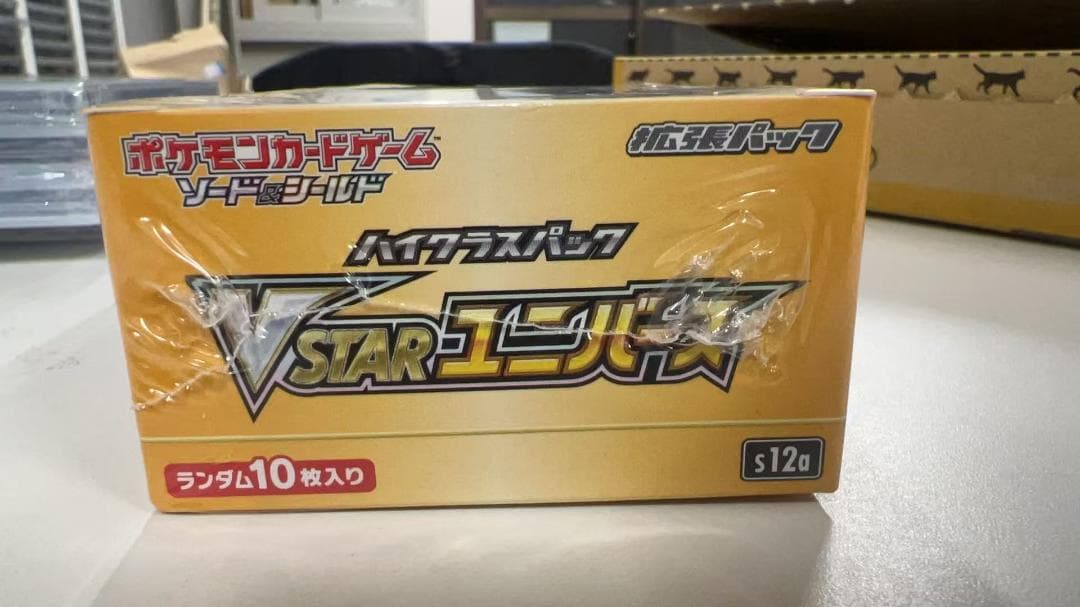 ポケモンカードゲーム™
ソード&シールド
拡張パック
ハイクラスパック
VSTARユニバース
ランダム10枚入り
s12a